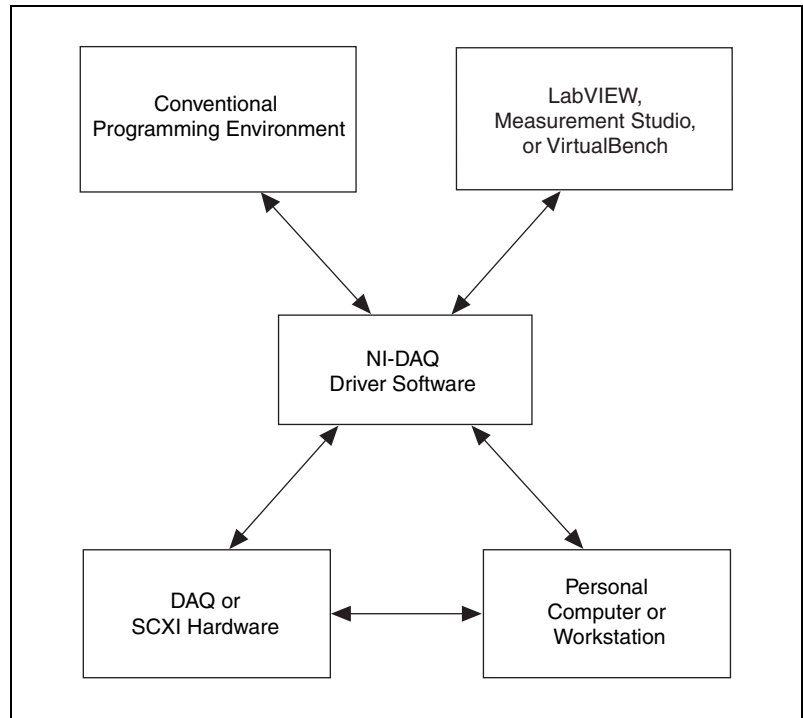 Conventional
Programming Environment
LabVIEW,
Measurement Studio,
or VirtualBench
NI-DAQ
Driver Software
DAQ or
SCXI Hardware
Personal
Computer or
Workstation